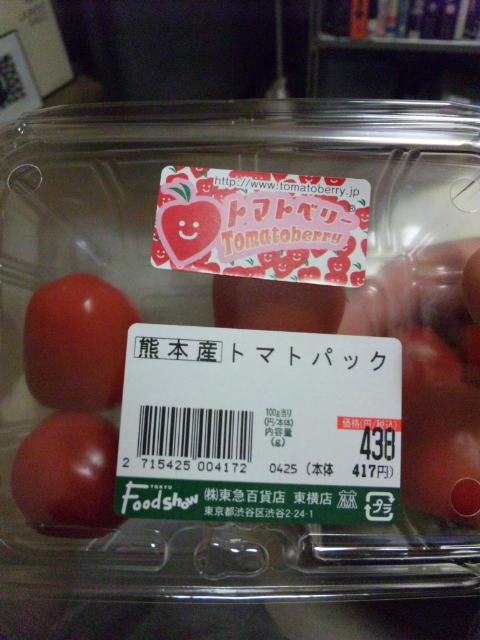 http://www.tomatoberry.jp
トマトベリー®
Tomatoberry
熊本産トマトパック
100g当り
(円/本体)
内容量
(g)
価格(円/税込)
438
2 715425 004172
0425 (本体 417円)
TOKYU
Foodshow
㈱東急百貨店 東横店
東京都渋谷区渋谷2-24-1
プラ